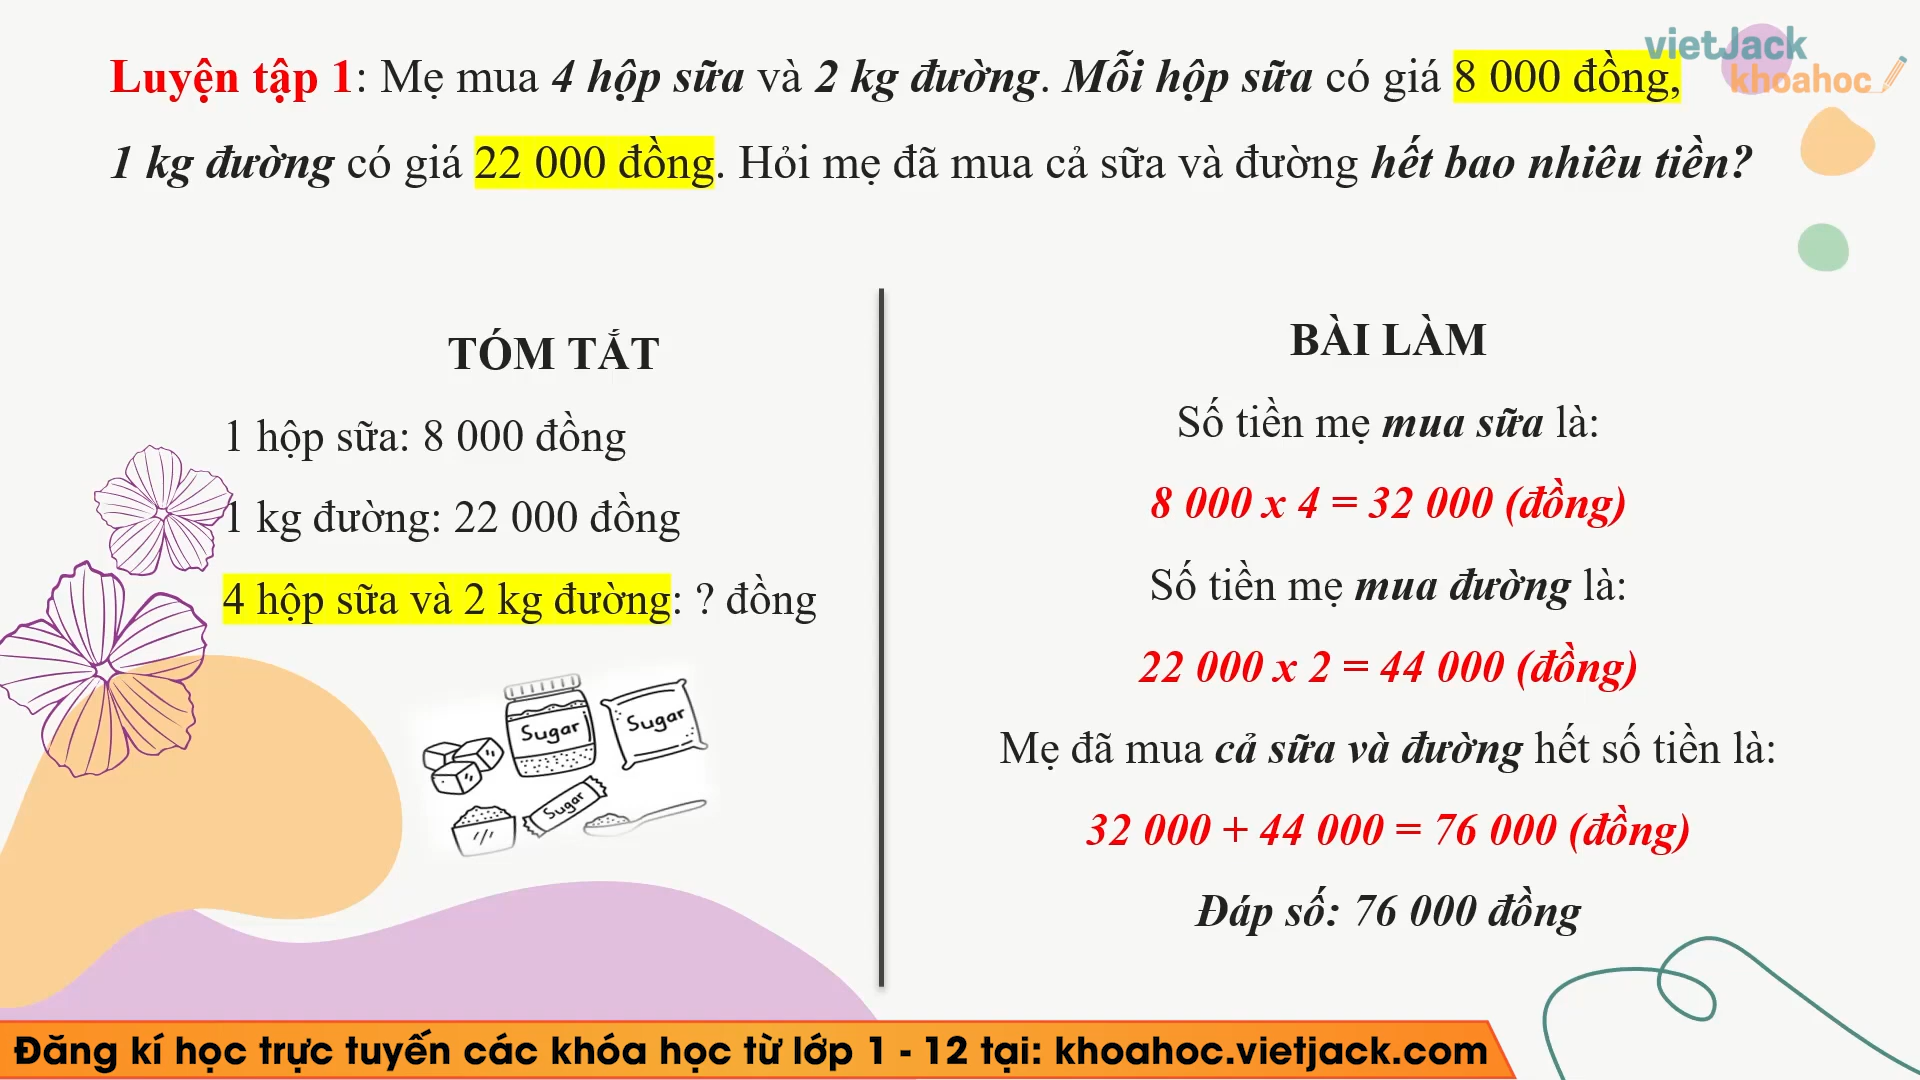 vietJack
khoahoc
Luyện tập 1: Mẹ mua 4 hộp sữa và 2 kg đường. Mỗi hộp sữa có giá 8 000 đồng,
1 kg đường có giá 22 000 đồng. Hỏi mẹ đã mua cả sữa và đường hết bao nhiêu tiền?
TÓM TẮT
1 hộp sữa: 8 000 đồng
1 kg đường: 22 000 đồng
4 hộp sữa và 2 kg đường: ? đồng
Sugar
Sugar
Sugar
BÀI LÀM
Số tiền mẹ mua sữa là:
8 000 x 4 = 32 000 (đồng)
Số tiền mẹ mua đường là:
22 000 x 2 = 44 000 (đồng)
Mẹ đã mua cả sữa và đường hết số tiền là:
32 000 + 44 000 = 76 000 (đồng)
Đáp số: 76 000 đồng
Đăng kí học trực tuyến các khóa học từ lớp 1 - 12 tại: khoahoc.vietjack.com